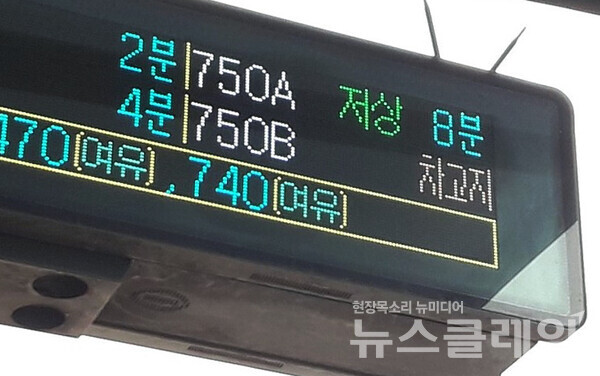 2분 750A 저상 8분
4분 750B 차고지
470(여유), 740(여유)
현장목소리 뉴미디어
뉴스클레임